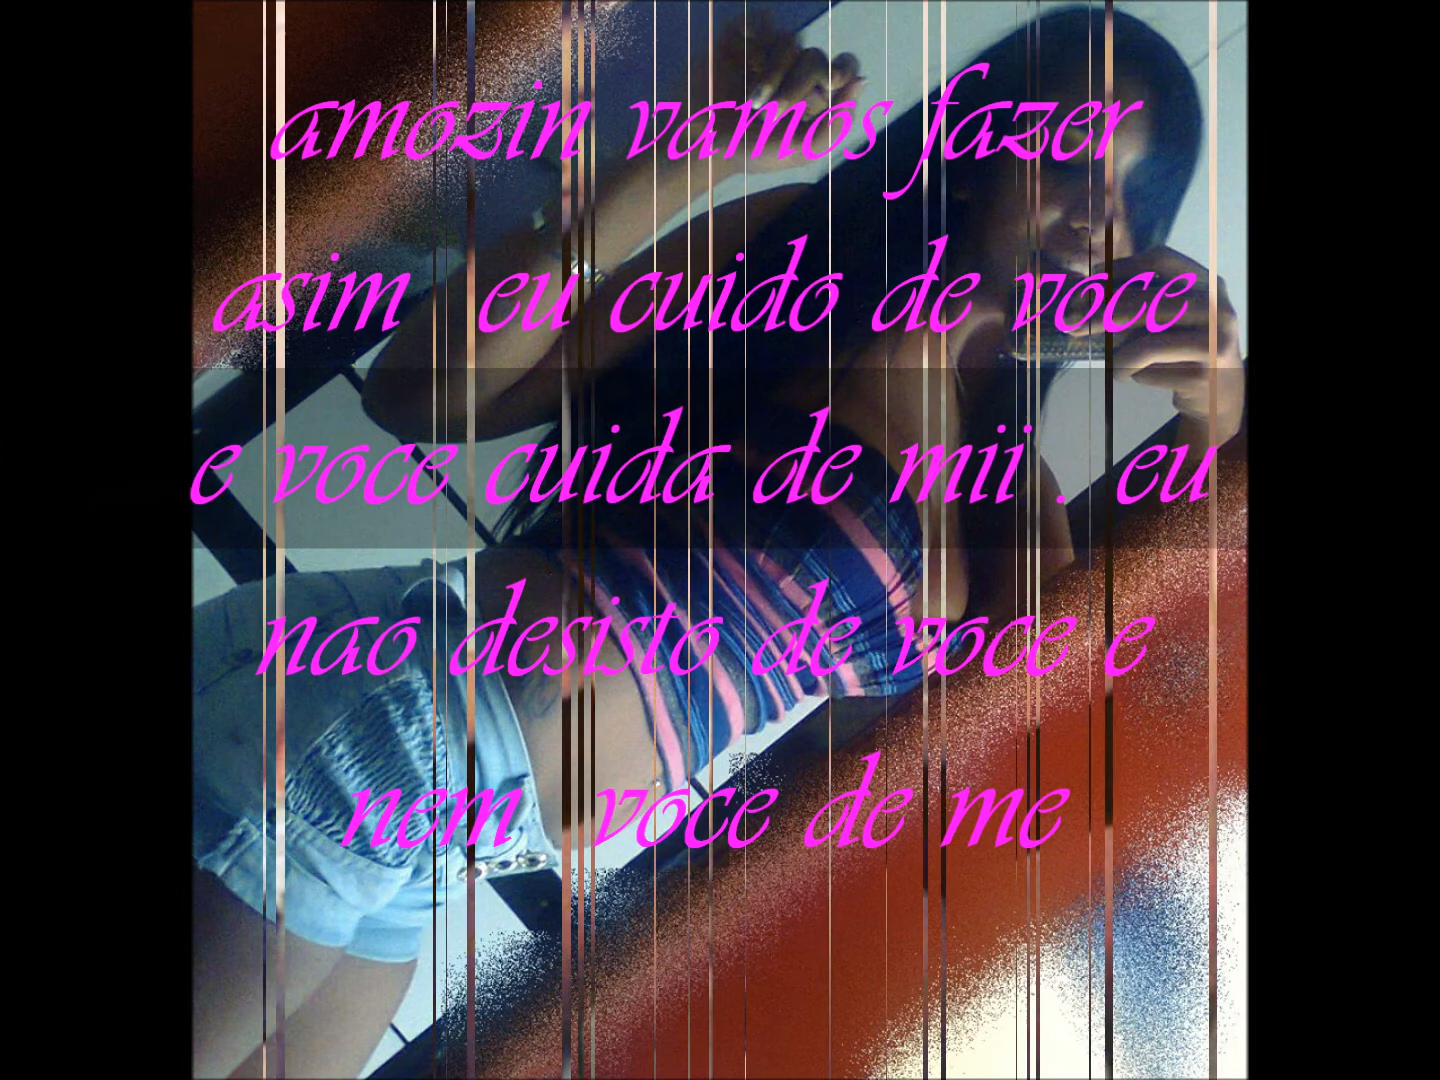 amozin vamos fazer
asim eu cuido de voce
e voce cuida de mii . eu
nao desisto de voce e
nem voce de me